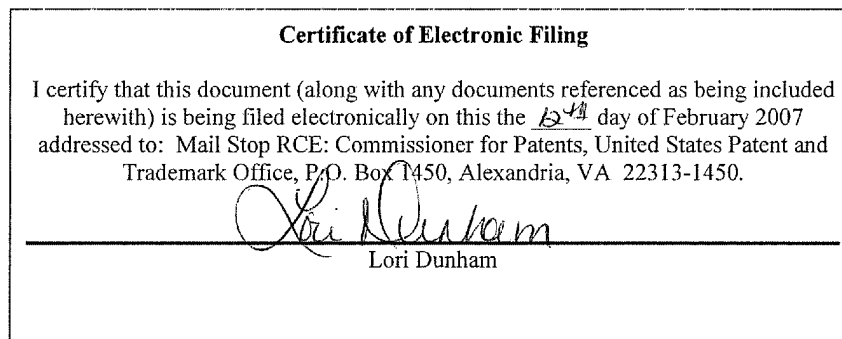 Certificate of Electronic Filing
I certify that this document (along with any documents referenced as being included
herewith) is being filed electronically on this the 12th day of February 2007
addressed to: Mail Stop RCE: Commissioner for Patents, United States Patent and
Trademark Office, P.O. Box 1450, Alexandria, VA 22313-1450.
Lori Dunham
Lori Dunham